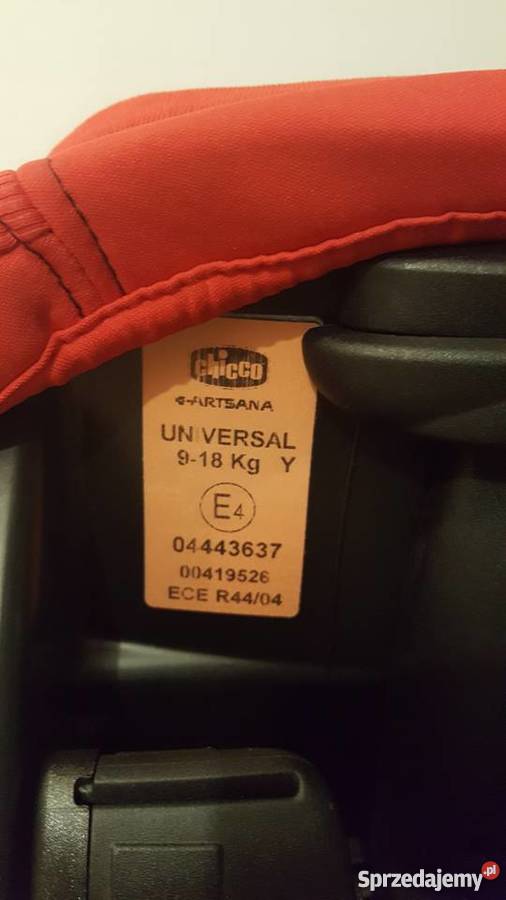 chicco
ARTSANA
UNIVERSAL
9-18 Kg Y
E4
04443637
00419526
ECE R44/04
Sprzedajemy.pl